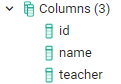 Columns (3)
id
name
teacher